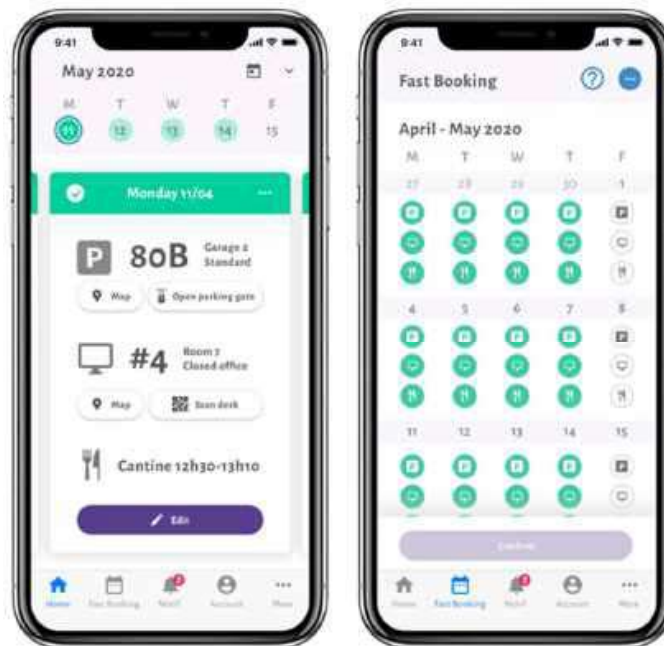 9:41
May 2020
M T W T F
11 12 13 14 15
Monday 11/04
P 80B Garage 2
Standard
Map Open parking gate
#4 Room 7
Closed office
Map Scan desk
Cantine 12h30-13h10
Edit
Home Fast Booking Notif Account More
9:41
Fast Booking ?
April - May 2020
M T W T F
27 28 29 30 1
P P P P P
4 5 6 7 8
P P P P P
11 12 13 14 15
P P P P P
Confirm
Home Fast Booking Notif Account More